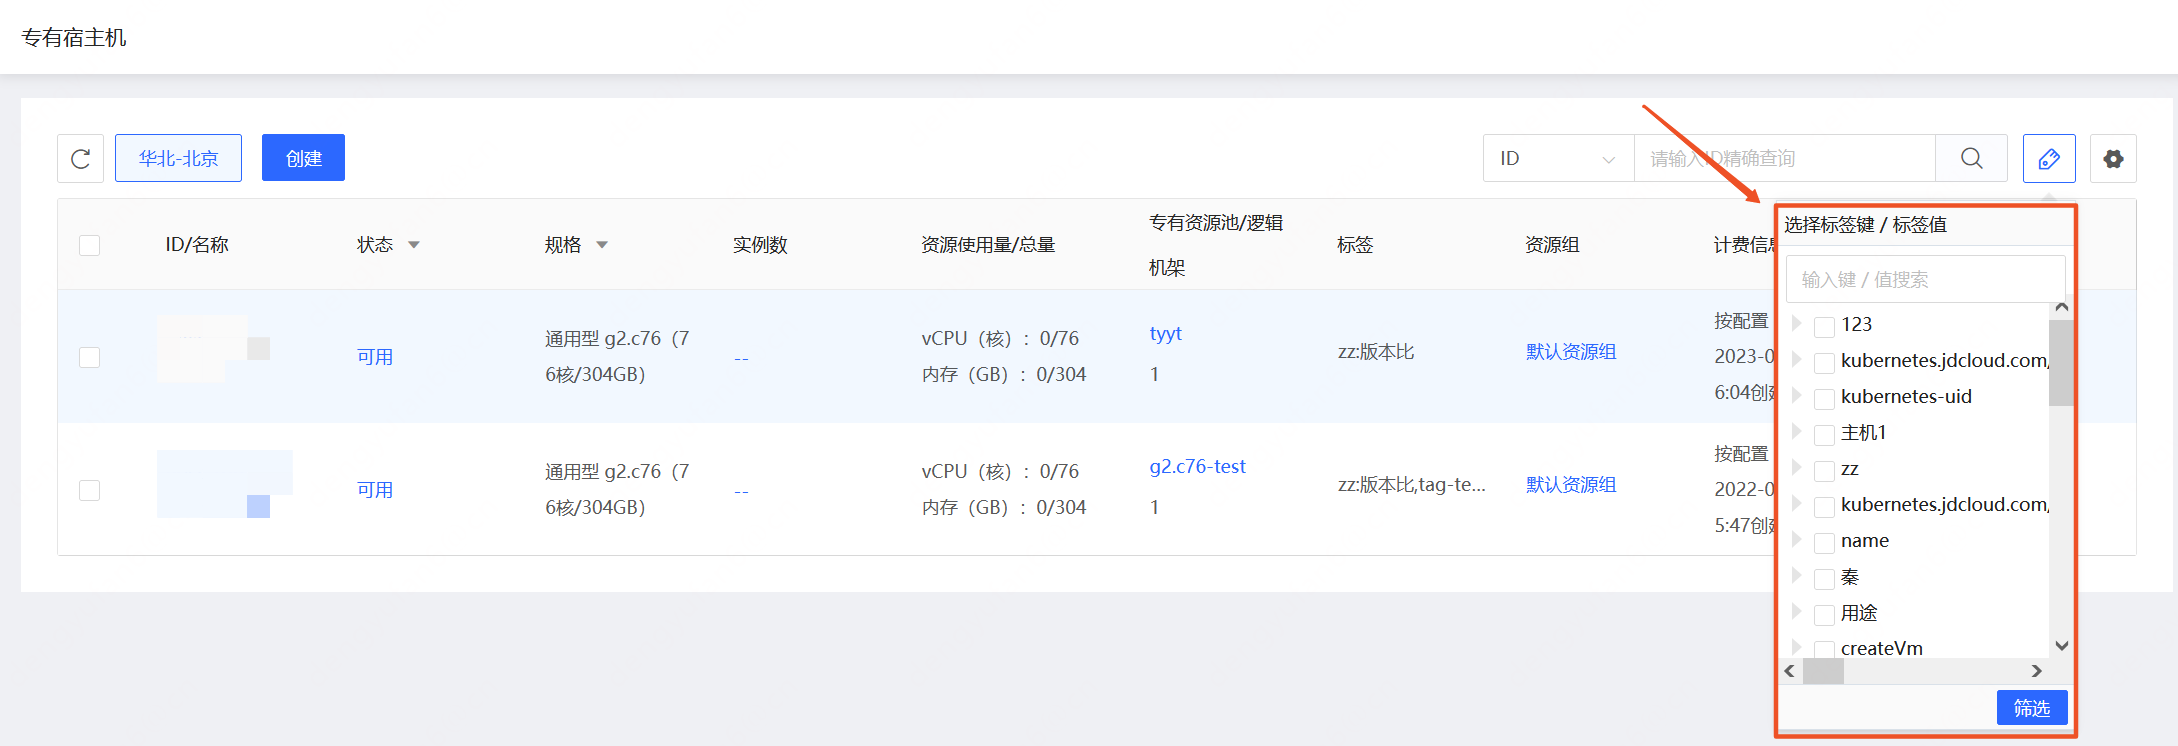 专有宿主机
华北-北京
创建
ID
请输入ID精确查询
ID/名称
状态
规格
实例数
资源使用量/总量
专有资源池/逻辑
机架
标签
资源组
计费信
可用
通用型 g2.c76（7
6核/304GB）
--
vCPU（核）：0/76
内存（GB）：0/304
tyyt
1
zz:版本比
默认资源组
按配置
2023-0
6:04创
可用
通用型 g2.c76（7
6核/304GB）
--
vCPU（核）：0/76
内存（GB）：0/304
g2.c76-test
1
zz:版本比,tag-te...
默认资源组
按配置
2022-0
5:47创
选择标签键 / 标签值
输入键 / 值搜索
123
kubernetes.jdcloud.com/
kubernetes-uid
主机1
zz
kubernetes.jdcloud.com/
name
秦
用途
createVm
筛选